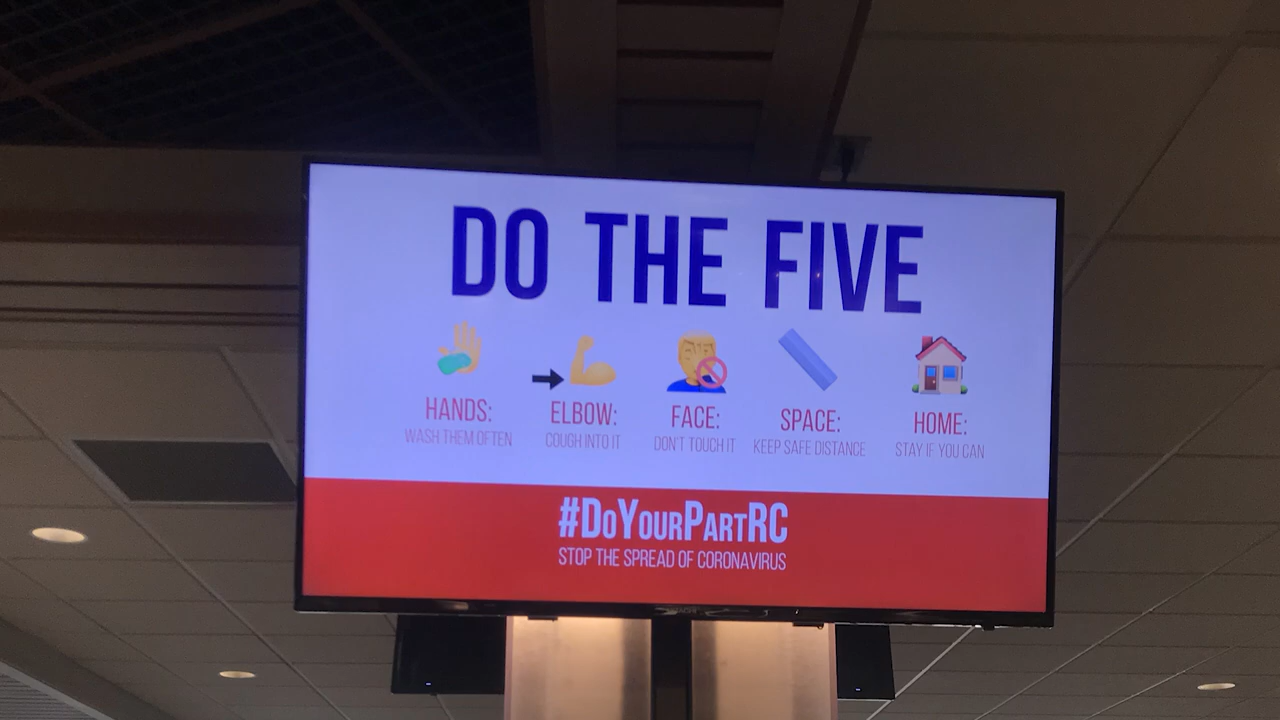 DO THE FIVE
HANDS: ELBOW: FACE: SPACE: HOME:
WASH THEM OFTEN COUGH INTO IT DON'T TOUCH IT KEEP SAFE DISTANCE STAY IF YOU CAN
#DoYourPartRC
STOP THE SPREAD OF CORONAVIRUS